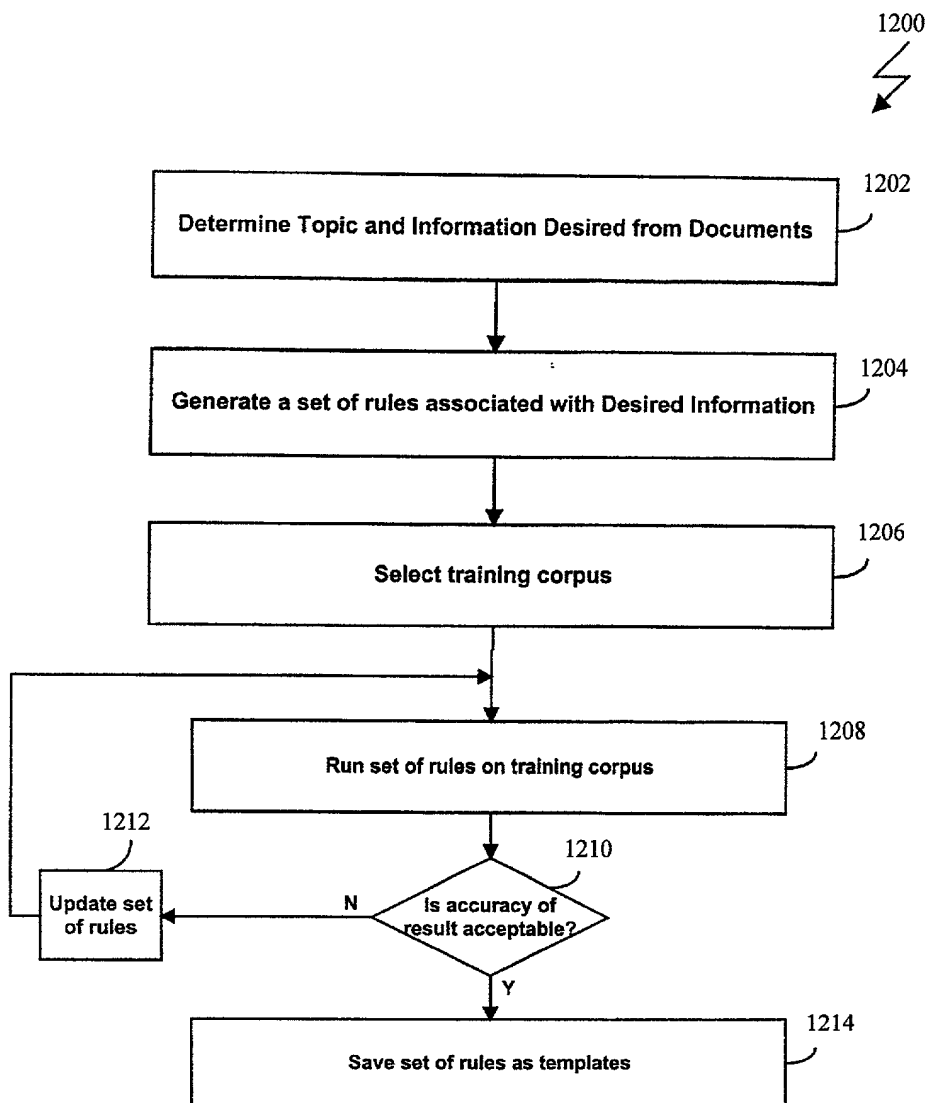 1200
1202
Determine Topic and Information Desired from Documents
1204
Generate a set of rules associated with Desired Information
1206
Select training corpus
1208
Run set of rules on training corpus
1212
1210
Update set
of rules
N
Is accuracy of
result acceptable?
Y
1214
Save set of rules as templates